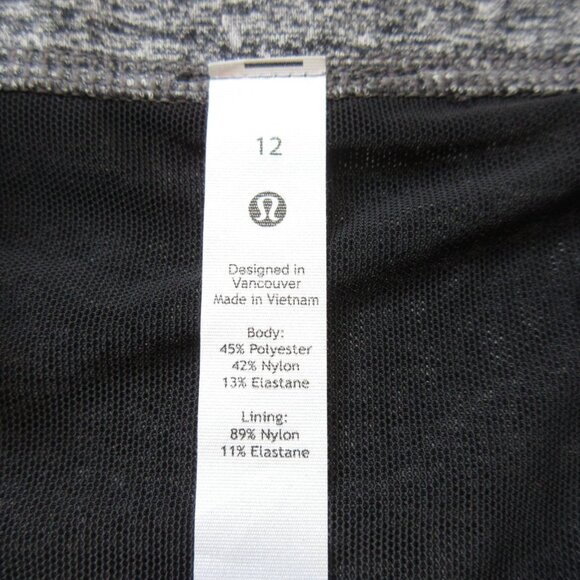 12
Designed in
Vancouver
Made in Vietnam
Body:
45% Polyester
42% Nylon
13% Elastane
Lining:
89% Nylon
11% Elastane